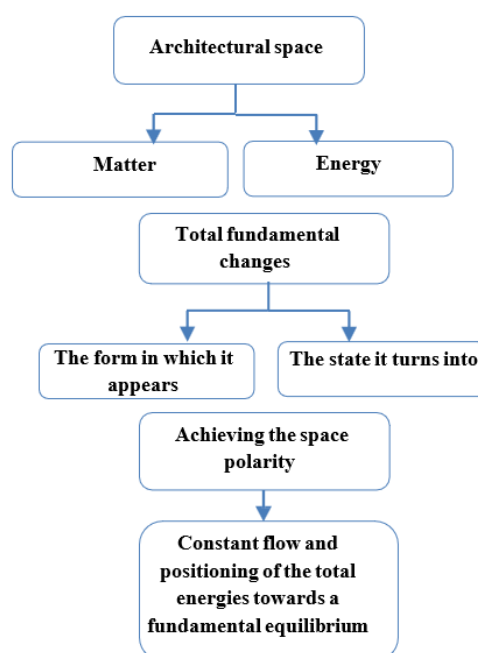 Architectural space
Matter
Energy
Total fundamental
changes
The form in which it
appears
The state it turns into
Achieving the space
polarity
Constant flow and
positioning of the total
energies towards a
fundamental equilibrium